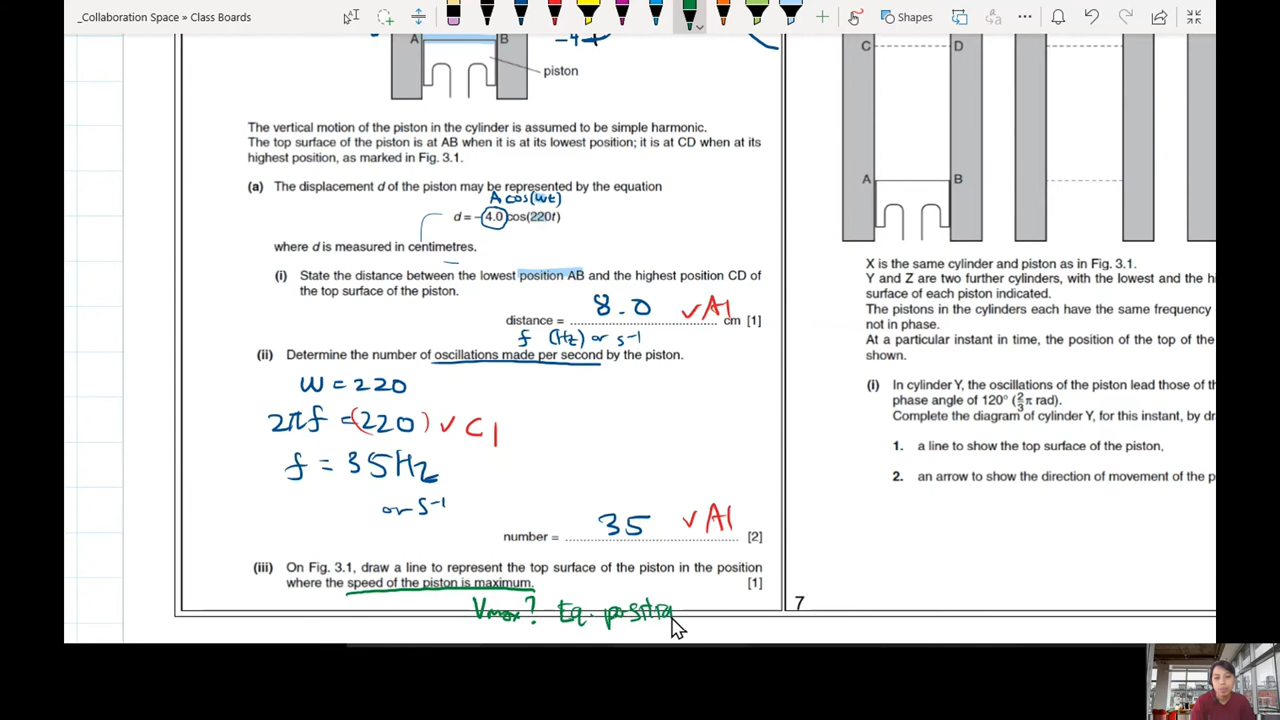 _Collaboration Space » Class Boards
Shapes
A B
-4
piston
The vertical motion of the piston in the cylinder is assumed to be simple harmonic.
The top surface of the piston is at AB when it is at its lowest position; it is at CD when at its
highest position, as marked in Fig. 3.1.
(a) The displacement d of the piston may be represented by the equation
A cos(ωt)
d = – 4.0 cos(220t)
where d is measured in centimetres.
(i) State the distance between the lowest position AB and the highest position CD of
the top surface of the piston.
8.0 ✓A1
distance = ........................................ cm [1]
f (Hz) or s-1
(ii) Determine the number of oscillations made per second by the piston.
ω = 220
2πf = (220) ✓ C1
f = 35Hz
or s-1
35 ✓A1
number = ........................................ [2]
(iii) On Fig. 3.1, draw a line to represent the top surface of the piston in the position
where the speed of the piston is maximum. [1]
Vmax? Eq. positio
7
C D
A B
X is the same cylinder and piston as in Fig. 3.1.
Y and Z are two further cylinders, with the lowest and the hi
surface of each piston indicated.
The pistons in the cylinders each have the same frequency
not in phase.
At a particular instant in time, the position of the top of the
shown.
(i) In cylinder Y, the oscillations of the piston lead those of th
phase angle of 120° (2/3 π rad).
Complete the diagram of cylinder Y, for this instant, by dr
1. a line to show the top surface of the piston,
2. an arrow to show the direction of movement of the p